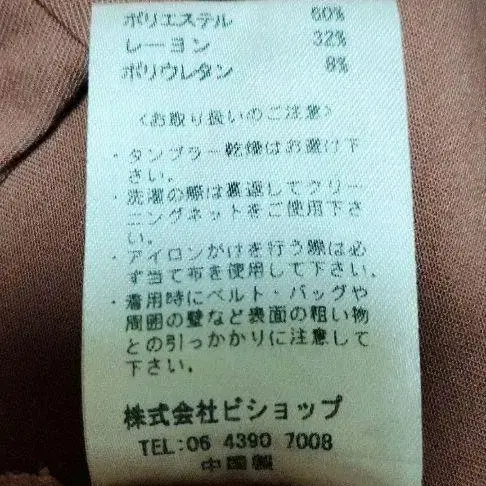 ポリエステル 60%
レーヨン 32%
ポリウレタン 8%
〈お取り扱いのご注意〉
・タンブラー乾燥はお避け下
さい。
・洗濯の際は裏返してクリー
ニングネットをご使用下さ
い。
・アイロンがけを行う際は必
ず当て布を使用して下さい。
・着用時にベルト・バッグや
周囲の壁など表面の粗い物
との引っかかりに注意して
下さい。
株式会社ビショップ
TEL:06 4390 7008
中国製